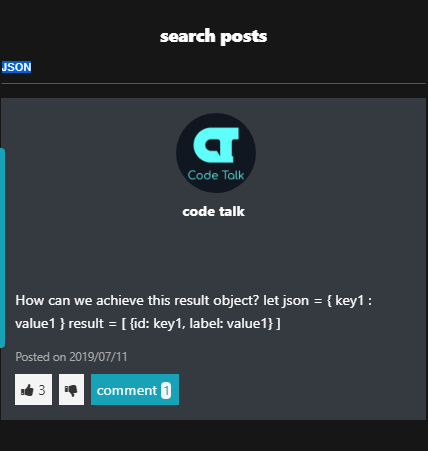 search posts
JSON
CT
Code Talk
code talk
How can we achieve this result object? let json = { key1 :
value1 } result = [ {id: key1, label: value1} ]
Posted on 2019/07/11
3
comment 1